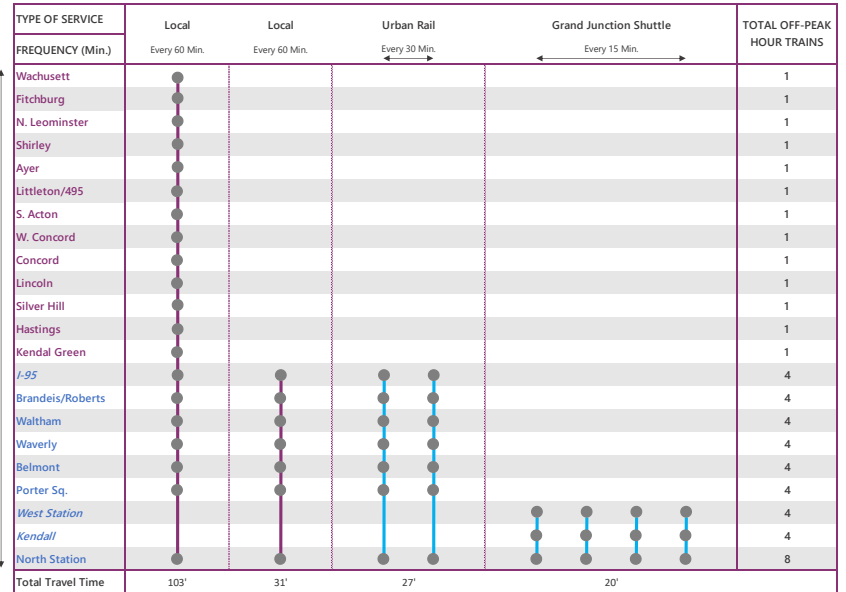 TYPE OF SERVICE Local Local Urban Rail Grand Junction Shuttle TOTAL OFF-PEAK HOUR TRAINS
FREQUENCY (Min.) Every 60 Min. Every 60 Min. Every 30 Min. Every 15 Min.
Wachusett 1
Fitchburg 1
N. Leominster 1
Shirley 1
Ayer 1
Littleton/495 1
S. Acton 1
W. Concord 1
Concord 1
Lincoln 1
Silver Hill 1
Hastings 1
Kendal Green 1
I-95 4
Brandeis/Roberts 4
Waltham 4
Waverly 4
Belmont 4
Porter Sq. 4
West Station 4
Kendall 4
North Station 8
Total Travel Time 103' 31' 27' 20'